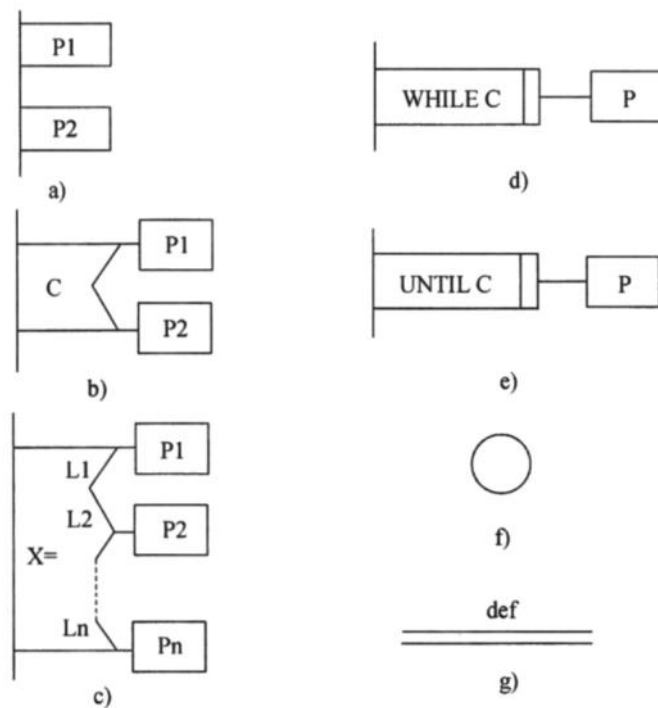 P1
P2
a)
C
P1
P2
b)
L1
L2
X=
Ln
P1
P2
Pn
c)
WHILE C
P
d)
UNTIL C
P
e)
f)
def
g)